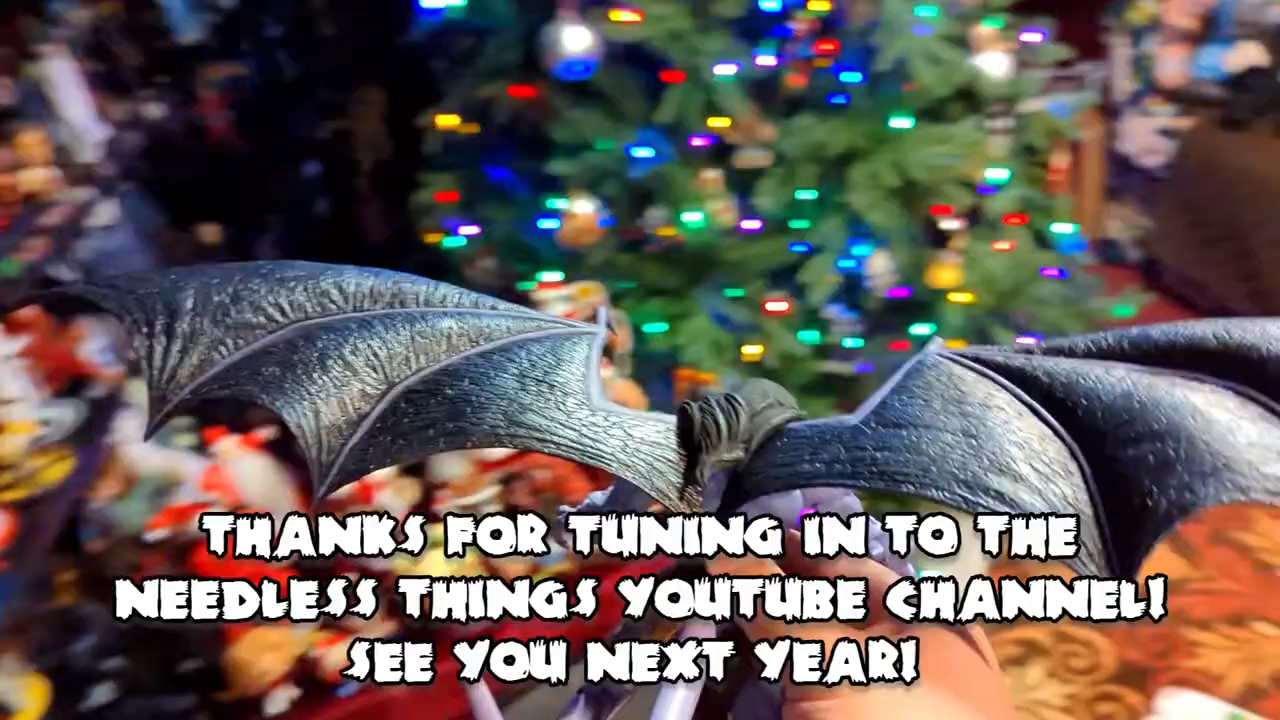 THANKS FOR TUNING IN TO THE
NEEDLESS THINGS YOUTUBE CHANNEL!
SEE YOU NEXT YEAR!